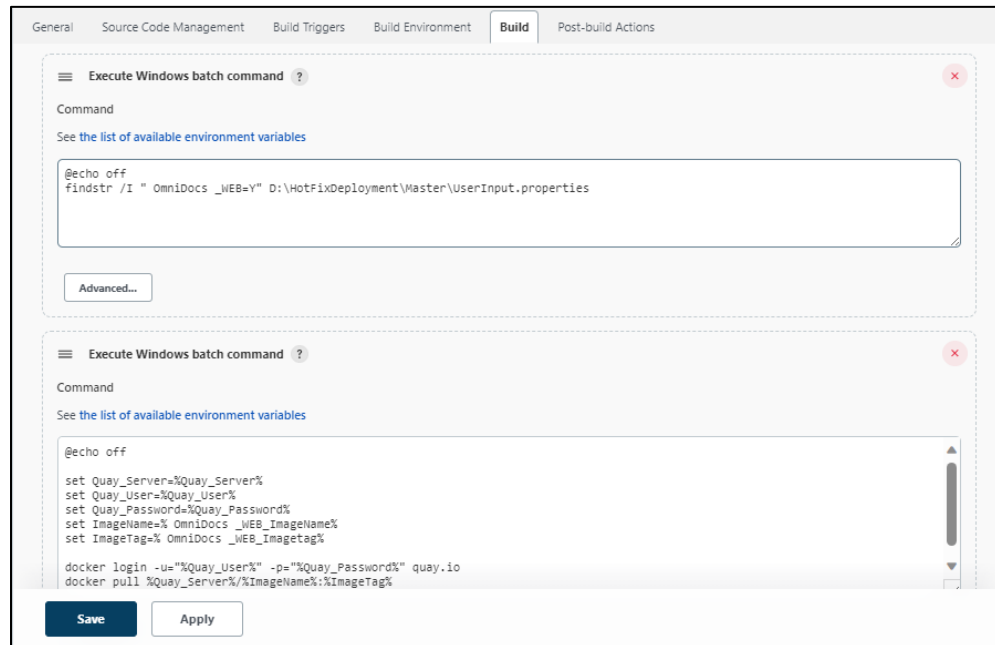 General Source Code Management Build Triggers Build Environment Build Post-build Actions
Execute Windows batch command ?
Command
See the list of available environment variables
@echo off
findstr /I " OmniDocs _WEB=Y" D:\HotFixDeployment\Master\UserInput.properties
Advanced...
Execute Windows batch command ?
Command
See the list of available environment variables
@echo off
set Quay_Server=%Quay_Server%
set Quay_User=%Quay_User%
set Quay_Password=%Quay_Password%
set ImageName=% OmniDocs _WEB_ImageName%
set ImageTag=% OmniDocs _WEB_Imagetag%
docker login -u="%Quay_User%" -p="%Quay_Password%" quay.io
docker pull %Quay_Server%/%ImageName%:%ImageTag%
Save Apply